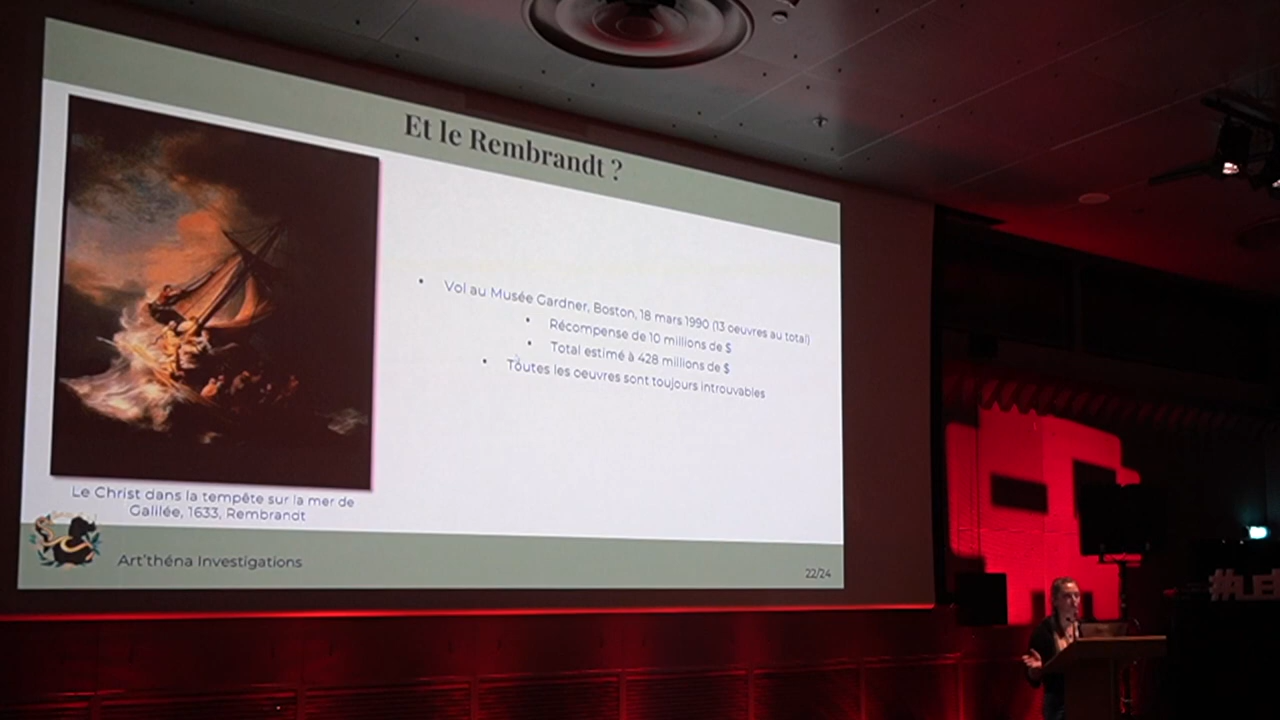 Et le Rembrandt ?
Vol au Musée Gardner, Boston, 18 mars 1990 (13 oeuvres au total)
Récompense de 10 millions de $
Total estimé à 428 millions de $
Toutes les oeuvres sont toujours introuvables
Le Christ dans la tempête sur la mer de
Galilée, 1633, Rembrandt
Art'théna Investigations
22/24